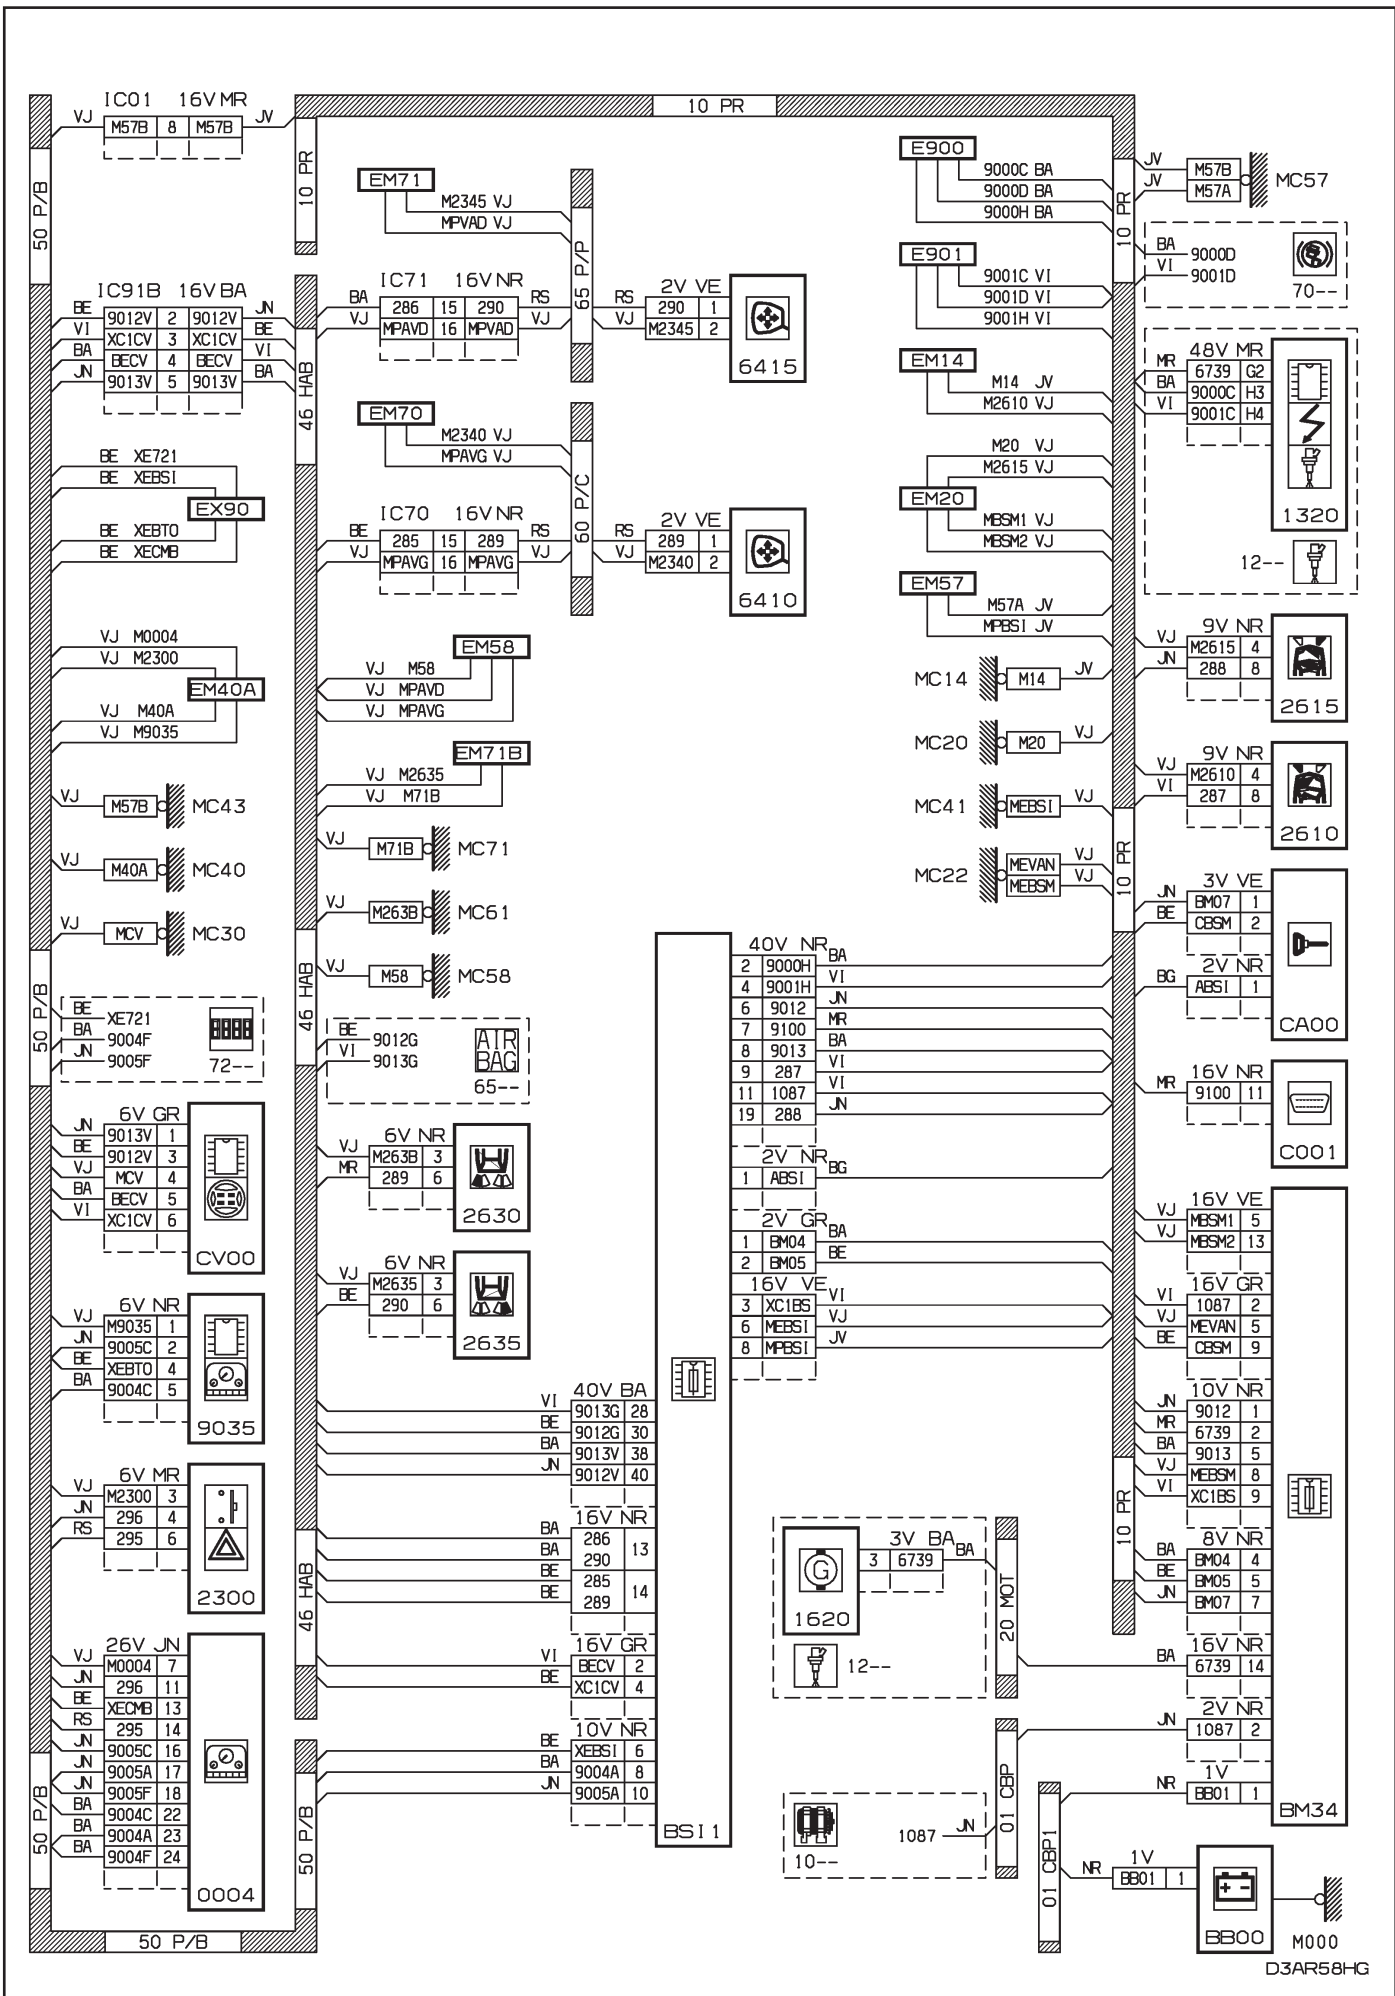 10 PR
IC01 16V MR
VJ M57B 8 M57B JV
50 P/B
10 PR
IC91B 16V BA
BE 9012V 2 9012V JN
VI XC1CV 3 XC1CV BE
BA BECV 4 BECV VI
JN 9013V 5 9013V BA
46 HAB
BE XE721
BE XEBSI
EX90
BE XEBTO
BE XECMB
VJ M0004
VJ M2300
EM40A
VJ M40A
VJ M9035
VJ M57B MC43
VJ M40A MC40
VJ MCV MC30
50 P/B
BE XE721
BA 9004F
JN 9005F
72--
6V GR
JN 9013V 1
BE 9012V 3
VJ MCV 4
BA BECV 5
VI XC1CV 6
CV00
6V NR
VJ M9035 1
JN 9005C 2
BE XEBTO 4
BA 9004C 5
9035
6V MR
VJ M2300 3
JN 296 4
RS 295 6
2300
26V JN
VJ M0004 7
JN 296 11
BE XECMB 13
RS 295 14
JN 9005C 16
JN 9005A 17
JN 9005F 18
BA 9004C 22
BA 9004A 23
BA 9004F 24
0004
50 P/B
50 P/B
EM71
M2345 VJ
MPVAD VJ
65 P/P
IC71 16V NR
BA 286 15 290 RS
VJ MPAVD 16 MPVAD VJ
2V VE
RS 290 1
VJ M2345 2
6415
EM70
M2340 VJ
MPAVG VJ
60 P/C
IC70 16V NR
BE 285 15 289 RS
VJ MPAVG 16 MPAVG VJ
2V VE
RS 289 1
VJ M2340 2
6410
EM58
VJ M58
VJ MPAVD
VJ MPAVG
EM71B
VJ M2635
VJ M71B
VJ M71B MC71
VJ M263B MC61
VJ M58 MC58
46 HAB
BE 9012G
VI 9013G
AIR
BAG
65--
6V NR
VJ M263B 3
MR 289 6
2630
6V NR
VJ M2635 3
BE 290 6
2635
40V BA
VI 9013G 28
BE 9012G 30
BA 9013V 38
JN 9012V 40
16V NR
BA 286
BA 290 13
BE 285
BE 289 14
46 HAB
16V GR
VI BECV 2
BE XC1CV 4
10V NR
BE XEBSI 6
BA 9004A 8
JN 9005A 10
50 P/B
BSI1
40V NR
2 9000H BA
4 9001H VI
6 9012 JN
7 9100 MR
8 9013 BA
9 287 VI
11 1087 VI
19 288 JN
2V NR
1 ABSI BG
2V GR
1 BM04 BA
2 BM05 BE
16V VE
3 XC1BS VI
6 MEBSI VJ
8 MPBSI JV
E900
9000C BA
9000D BA
9000H BA
E901
9001C VI
9001D VI
9001H VI
EM14
M14 JV
M2610 VJ
M20 VJ
M2615 VJ
EM20
MBSM1 VJ
MBSM2 VJ
EM57
M57A JV
MPBSI JV
MC14 M14 JV
MC20 M20 VJ
MC41 MEBSI VJ
MC22 MEVAN VJ
MEBSM VJ
10 PR
10 PR
10 PR
JV M57B
JV M57A
MC57
BA 9000D
VI 9001D
70--
48V MR
MR 6739 G2
BA 9000C H3
VI 9001C H4
1320
12--
9V NR
VJ M2615 4
JN 288 8
2615
9V NR
VJ M2610 4
VI 287 8
2610
3V VE
JN BM07 1
BE CBSM 2
2V NR
BG ABSI 1
CA00
16V NR
MR 9100 11
C001
16V VE
VJ MBSM1 5
VJ MBSM2 13
16V GR
VI 1087 2
VJ MEVAN 5
BE CBSM 9
10V NR
JN 9012 1
MR 6739 2
BA 9013 5
VJ MEBSM 8
VI XC1BS 9
8V NR
BA BM04 4
BE BM05 5
JN BM07 7
16V NR
BA 6739 14
2V NR
JN 1087 2
1V
NR BB01 1
BM34
3V BA
3 6739 BA
G
1620
12--
20 MOT
01 CBP
1087 JN
10--
01 CBP1
1V
NR BB01 1
+ -
BB00
M000
D3AR58HG